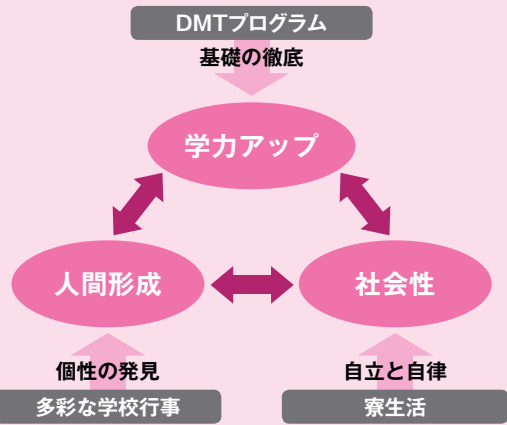 DMTプログラム
基礎の徹底
学力アップ
人間形成
社会性
個性の発見
自立と自律
多彩な学校行事
寮生活